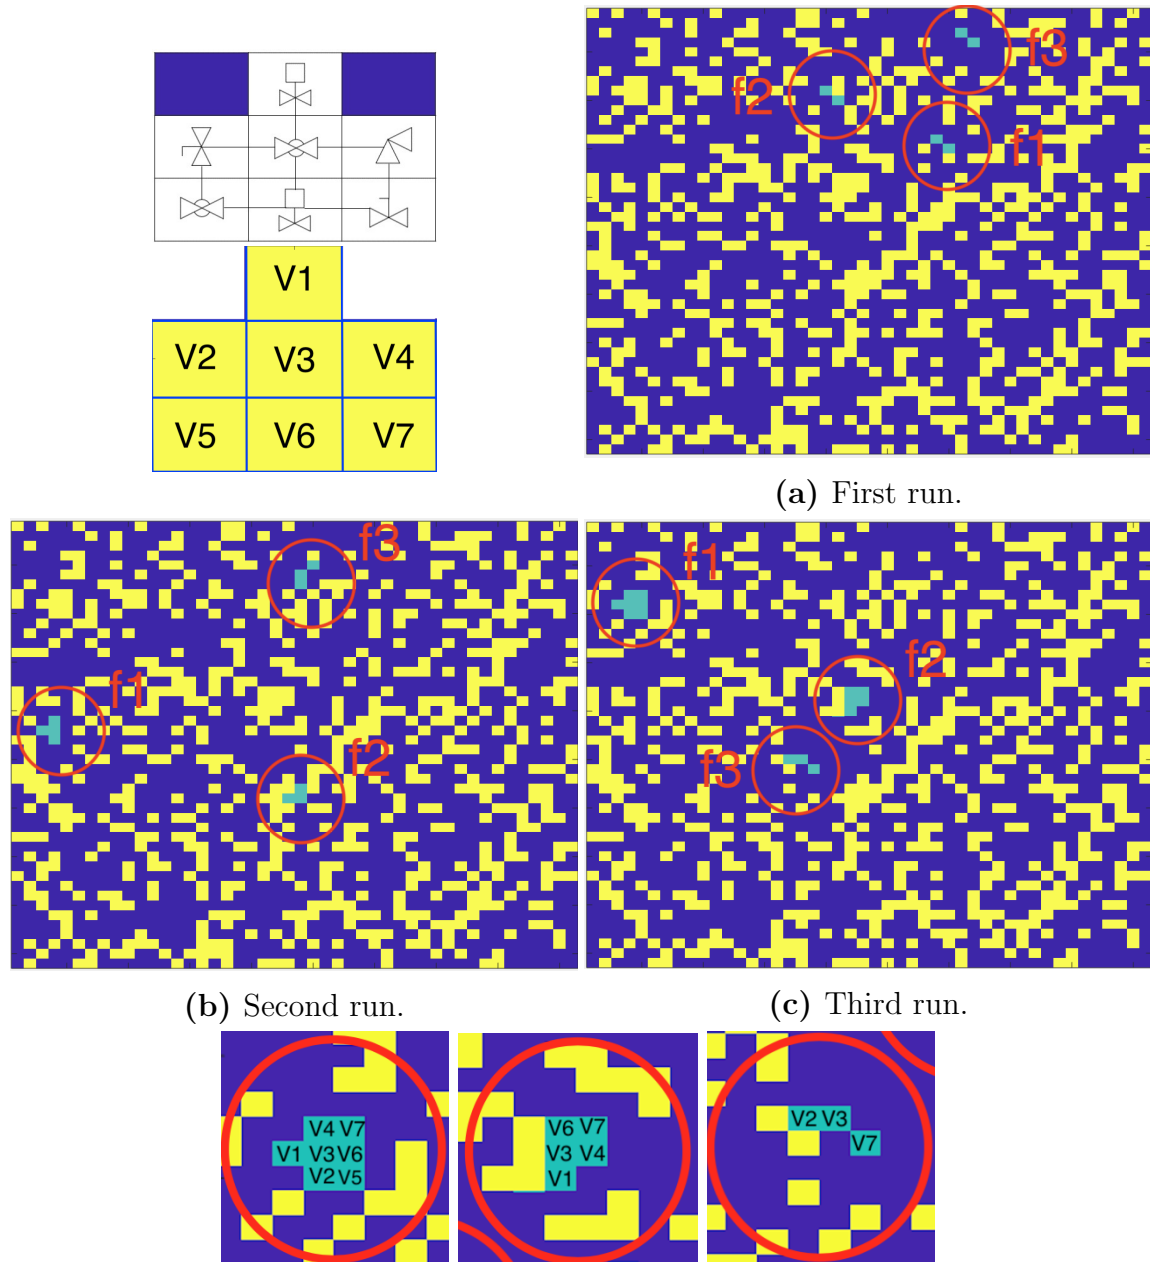 V1
V2 V3 V4
V5 V6 V7
f3
f2
f1
(a) First run.
f3
f1
f2
(b) Second run.
f1
f2
f3
(c) Third run.
V4 V7
V1 V3 V6
V2 V5
V6 V7
V3 V4
V1
V2 V3
V7